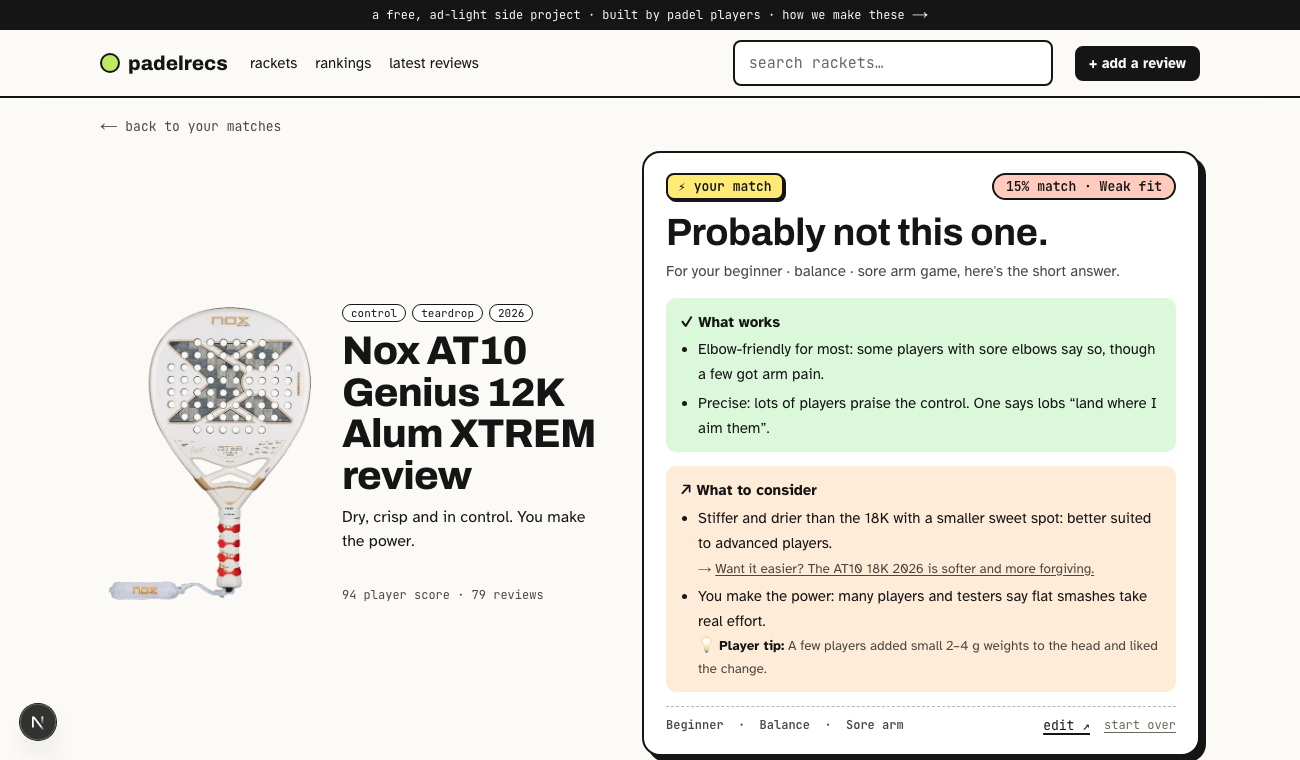 a free, ad-light side project · built by padel players · how we make these ⟶
padelrecs
rackets
rankings
latest reviews
search rackets…
+ add a review
⟵ back to your matches
nox
nox
control
teardrop
2026
Nox AT10
Genius 12K
Alum XTREM
review
Dry, crisp and in control. You make
the power.
94 player score · 79 reviews
⚡ your match
15% match · Weak fit
Probably not this one.
For your beginner · balance · sore arm game, here's the short answer.
✓ What works
• Elbow-friendly for most: some players with sore elbows say so, though
a few got arm pain.
• Precise: lots of players praise the control. One says lobs “land where I
aim them”.
↗ What to consider
• Stiffer and drier than the 18K with a smaller sweet spot: better suited
to advanced players.
→ Want it easier? The AT10 18K 2026 is softer and more forgiving.
• You make the power: many players and testers say flat smashes take
real effort.
💡 Player tip: A few players added small 2–4 g weights to the head and liked
the change.
Beginner · Balance · Sore arm
edit ↗
start over
N